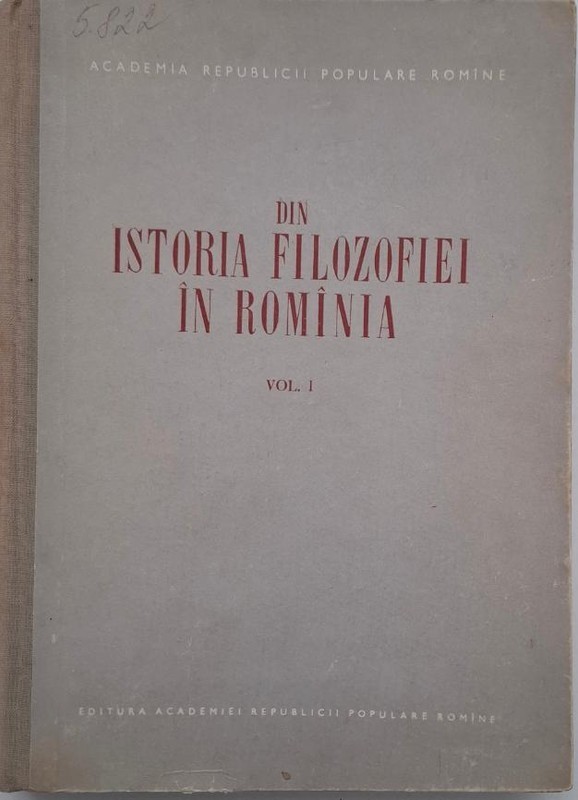 5.822
ACADEMIA REPUBLICII POPULARE ROMÎNE
DIN
ISTORIA FILOZOFIEI
ÎN ROMÎNIA
VOL. I
EDITURA ACADEMIEI REPUBLICII POPULARE ROMÎNE